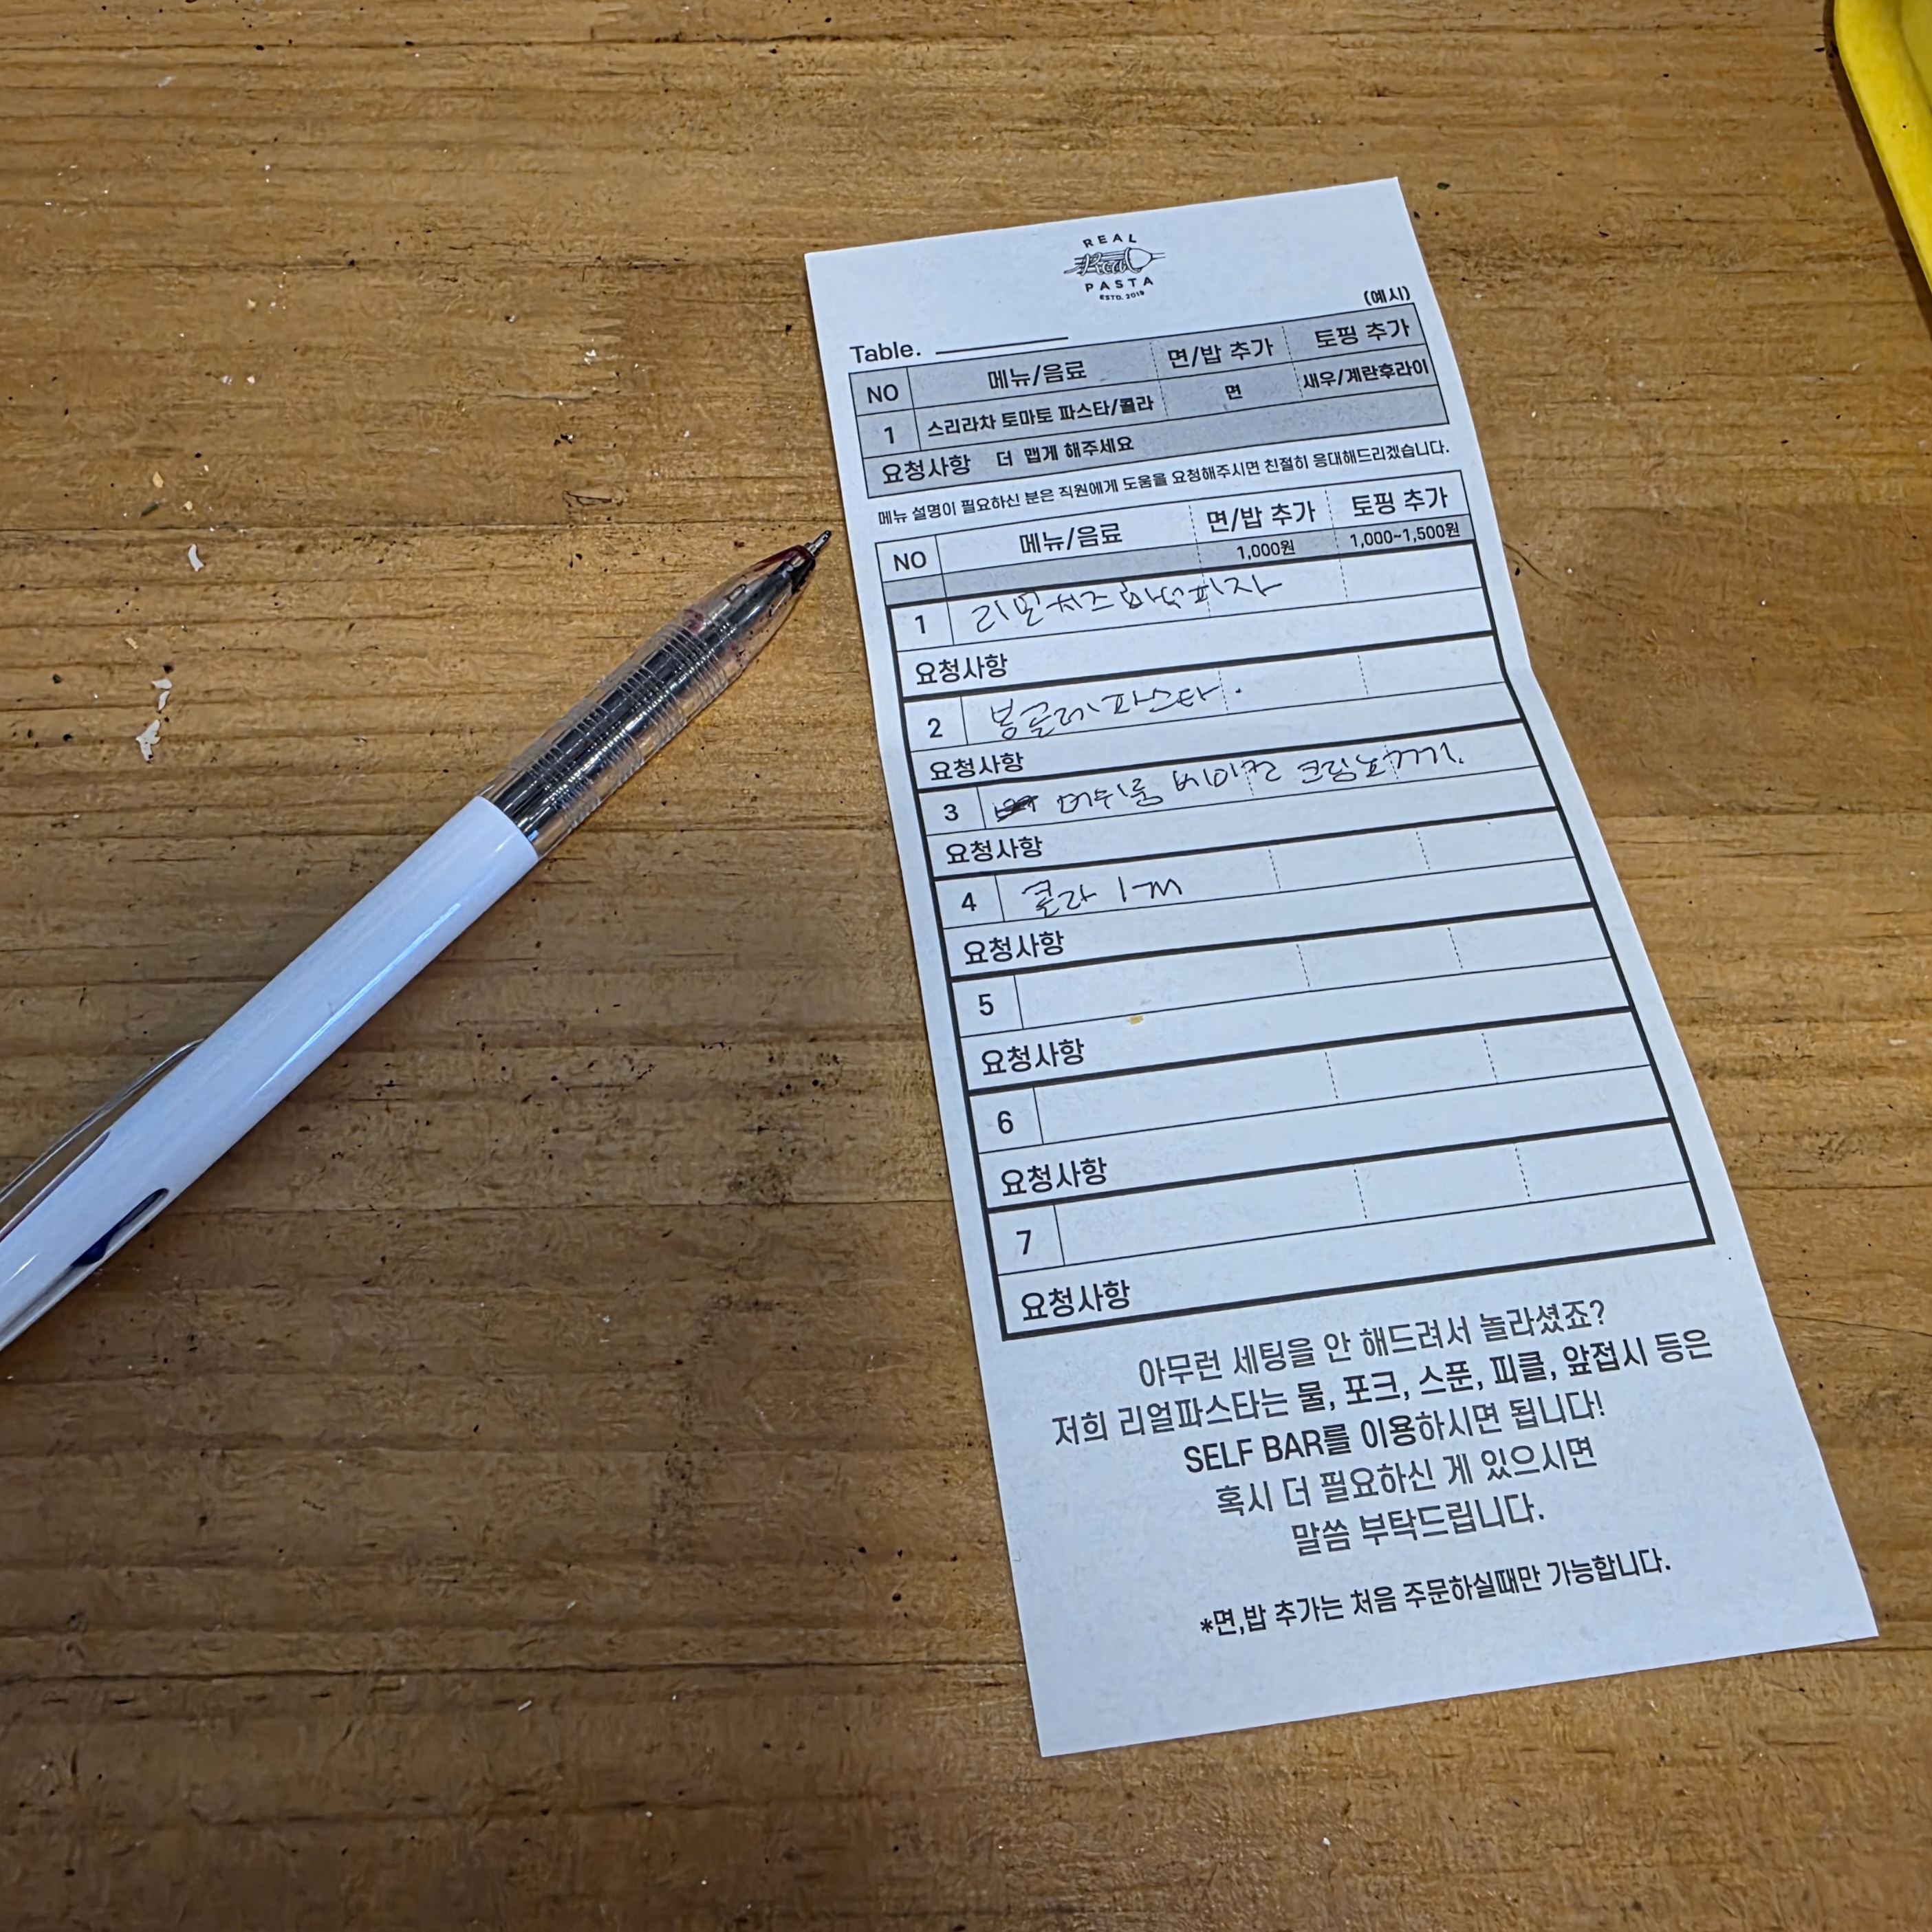 REAL
Real
PASTA
ESTD. 2019
(예시)
Table.
NO 메뉴/음료 면/밥 추가 토핑 추가
1 스리라차 토마토 파스타/콜라 면 새우/계란후라이
요청사항 더 맵게 해주세요
메뉴 설명이 필요하신 분은 직원에게 도움을 요청해주시면 친절히 응대해드리겠습니다.
NO 메뉴/음료 면/밥 추가 토핑 추가
1,000원 1,000~1,500원
1 리얼치즈 피자
요청사항
2 봉골레 파스타.
요청사항
3 머쉬룸 베이컨 크림
요청사항
4 콜라 1개
요청사항
5
요청사항
6
요청사항
7
요청사항
아무런 세팅을 안 해드려서 놀라셨죠?
저희 리얼파스타는 물, 포크, 스푼, 피클, 앞접시 등은
SELF BAR를 이용하시면 됩니다!
혹시 더 필요하신 게 있으시면
말씀 부탁드립니다.
*면,밥 추가는 처음 주문하실때만 가능합니다.